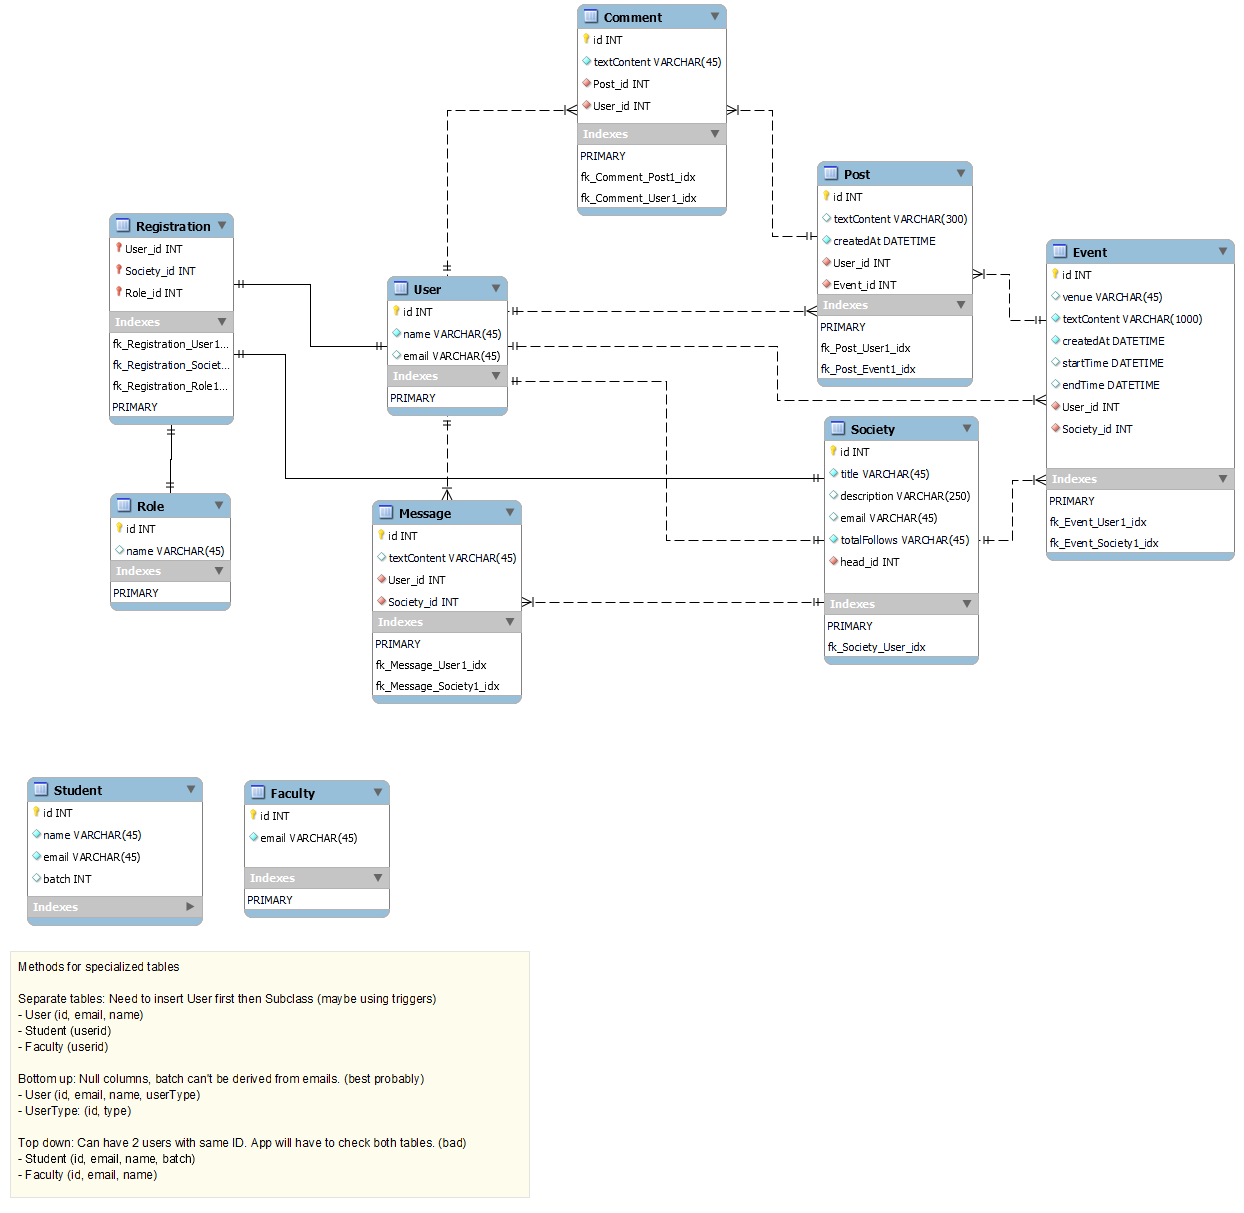 Comment
id INT
textContent VARCHAR(45)
Post_id INT
User_id INT
Indexes
PRIMARY
fk_Comment_Post1_idx
fk_Comment_User1_idx
Post
id INT
textContent VARCHAR(300)
createdAt DATETIME
User_id INT
Event_id INT
Indexes
PRIMARY
fk_Post_User1_idx
fk_Post_Event1_idx
Registration
User_id INT
Society_id INT
Role_id INT
Indexes
fk_Registration_User1...
fk_Registration_Societ...
fk_Registration_Role1...
PRIMARY
User
id INT
name VARCHAR(45)
email VARCHAR(45)
Indexes
PRIMARY
Event
id INT
venue VARCHAR(45)
textContent VARCHAR(1000)
createdAt DATETIME
startTime DATETIME
endTime DATETIME
User_id INT
Society_id INT
Indexes
PRIMARY
fk_Event_User1_idx
fk_Event_Society1_idx
Society
id INT
title VARCHAR(45)
description VARCHAR(250)
email VARCHAR(45)
totalFollows VARCHAR(45)
head_id INT
Indexes
PRIMARY
fk_Society_User_idx
Role
id INT
name VARCHAR(45)
Indexes
PRIMARY
Message
id INT
textContent VARCHAR(45)
User_id INT
Society_id INT
Indexes
PRIMARY
fk_Message_User1_idx
fk_Message_Society1_idx
Student
id INT
name VARCHAR(45)
email VARCHAR(45)
batch INT
Indexes
Faculty
id INT
email VARCHAR(45)
Indexes
PRIMARY
Methods for specialized tables
Separate tables: Need to insert User first then Subclass (maybe using triggers)
- User (id, email, name)
- Student (userid)
- Faculty (userid)
Bottom up: Null columns, batch can't be derived from emails. (best probably)
- User (id, email, name, userType)
- UserType: (id, type)
Top down: Can have 2 users with same ID. App will have to check both tables. (bad)
- Student (id, email, name, batch)
- Faculty (id, email, name)